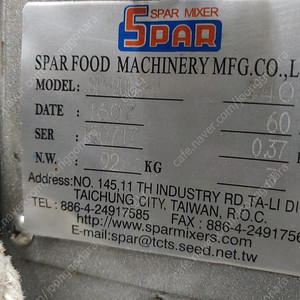 SPAR MIXER
SPAR
SPAR FOOD MACHINERY MFG.CO.,L
MODEL
DATE 60
SER 0.37
N.W. KG
Address:NO. 145,11 TH INDUSTRY RD,TA-LI DI
TAICHUNG CITY, TAIWAN, R.O.C.
TEL : 886-4-24917585 FAX : 886-4-2491756
http://www.sparmixers.com
E-mail:spar@tcts.seed.net.tw